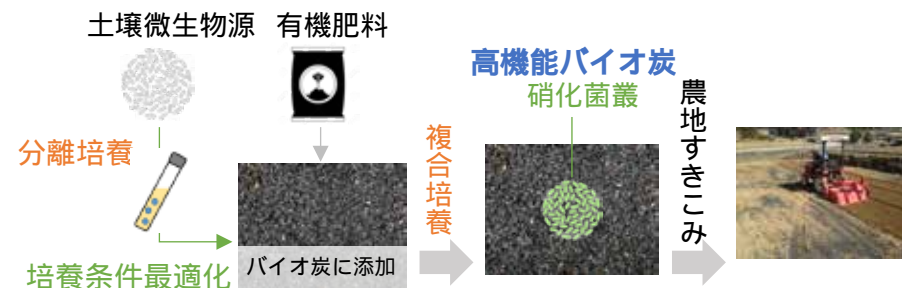 土壌微生物源
有機肥料
分離培養
培養条件最適化
バイオ炭に添加
複合培養
高機能バイオ炭
硝化菌叢
農地すきこみ